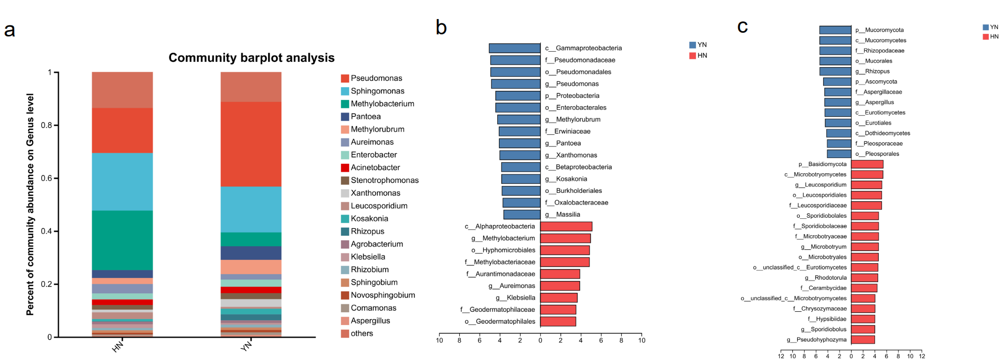 a
Community barplot analysis
Percent of community abundance on Genus level
1
0.8
0.6
0.4
0.2
0
HN
YN
Pseudomonas
Sphingomonas
Methylobacterium
Pantoea
Methylorubrum
Aureimonas
Enterobacter
Acinetobacter
Stenotrophomonas
Xanthomonas
Leucosporidium
Kosakonia
Rhizopus
Agrobacterium
Klebsiella
Rhizobium
Sphingobium
Novosphingobium
Comamonas
Aspergillus
others
b
YN
HN
c__Gammaproteobacteria
f__Pseudomonadaceae
o__Pseudomonadales
g__Pseudomonas
p__Proteobacteria
o__Enterobacterales
g__Methylorubrum
f__Erwiniaceae
g__Pantoea
g__Xanthomonas
c__Betaproteobacteria
g__Kosakonia
o__Burkholderiales
f__Oxalobacteraceae
g__Massilia
c__Alphaproteobacteria
g__Methylobacterium
o__Hyphomicrobiales
f__Methylobacteriaceae
f__Aurantimonadaceae
g__Aureimonas
g__Klebsiella
f__Geodermatophilaceae
o__Geodermatophilales
10 8 6 4 2 0 2 4 6 8 10
c
YN
HN
p__Mucoromycota
c__Mucoromycetes
f__Rhizopodaceae
o__Mucorales
g__Rhizopus
p__Ascomycota
f__Aspergillaceae
g__Aspergillus
c__Eurotiomycetes
o__Eurotiales
c__Dothideomycetes
f__Pleosporaceae
o__Pleosporales
p__Basidiomycota
c__Microbotryomycetes
g__Leucosporidium
o__Leucosporidiales
f__Leucosporidiaceae
o__Sporidiobolales
f__Sporidiobolaceae
f__Microbotryaceae
g__Microbotryum
o__Microbotryales
o__unclassified_c__Eurotiomycetes
g__Rhodotorula
f__Cerambycidae
o__unclassified_c__Microbotryomycetes
f__Chrysozymaceae
f__Hypsibiidae
g__Sporidiobolus
g__Pseudohyphozyma
12 10 8 6 4 2 0 2 4 6 8 10 12